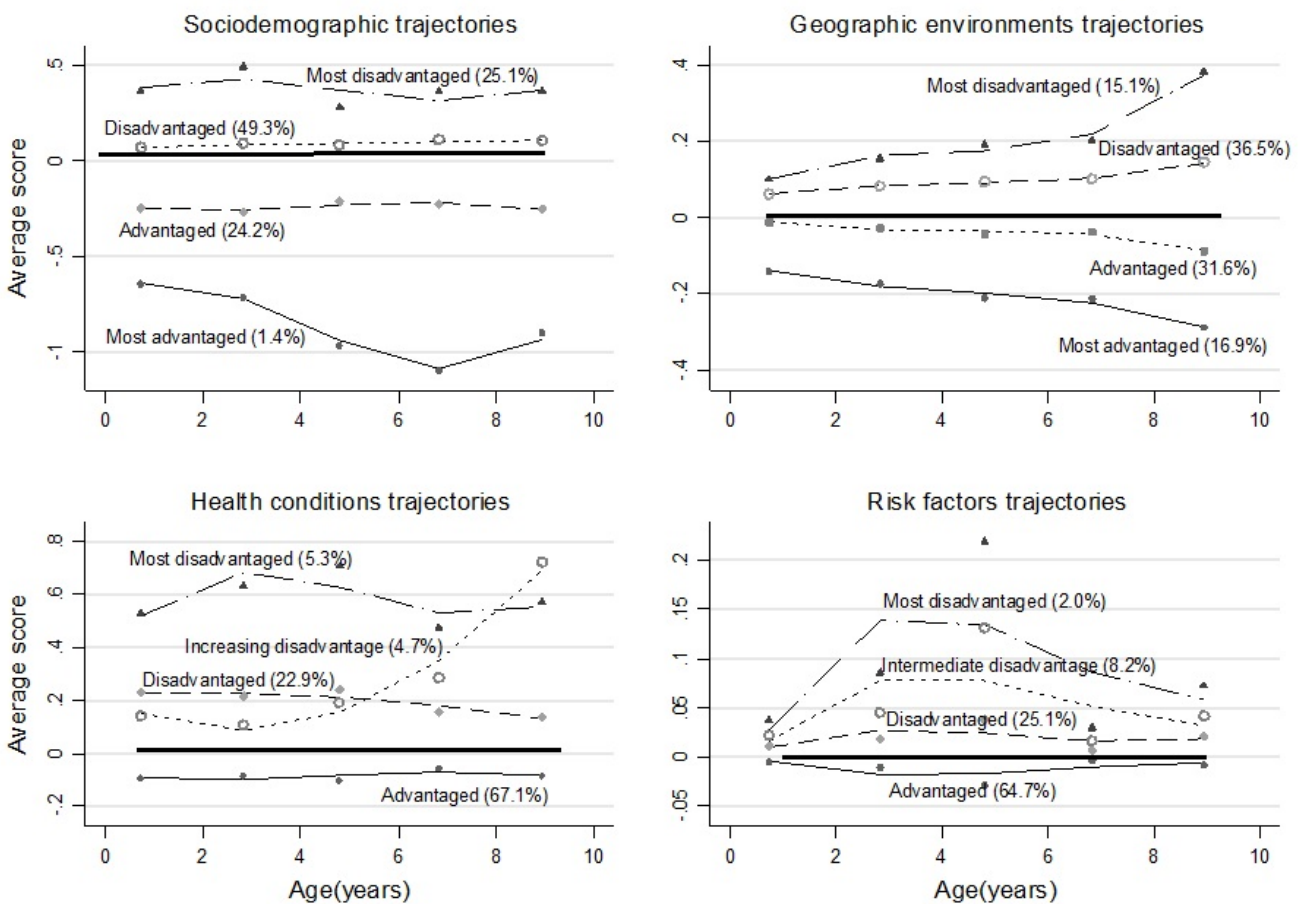 Sociodemographic trajectories
Average score
.5
0
-.5
-1
Most disadvantaged (25.1%)
Disadvantaged (49.3%)
Advantaged (24.2%)
Most advantaged (1.4%)
0 2 4 6 8 10
Geographic environments trajectories
.4
.2
0
-.2
-.4
Most disadvantaged (15.1%)
Disadvantaged (36.5%)
Advantaged (31.6%)
Most advantaged (16.9%)
0 2 4 6 8 10
Health conditions trajectories
Average score
.8
.6
.4
.2
0
-.2
Most disadvantaged (5.3%)
Increasing disadvantage (4.7%)
Disadvantaged (22.9%)
Advantaged (67.1%)
0 2 4 6 8 10
Age(years)
Risk factors trajectories
.2
.15
.1
.05
0
-.05
Most disadvantaged (2.0%)
Intermediate disadvantage (8.2%)
Disadvantaged (25.1%)
Advantaged (64.7%)
0 2 4 6 8 10
Age(years)